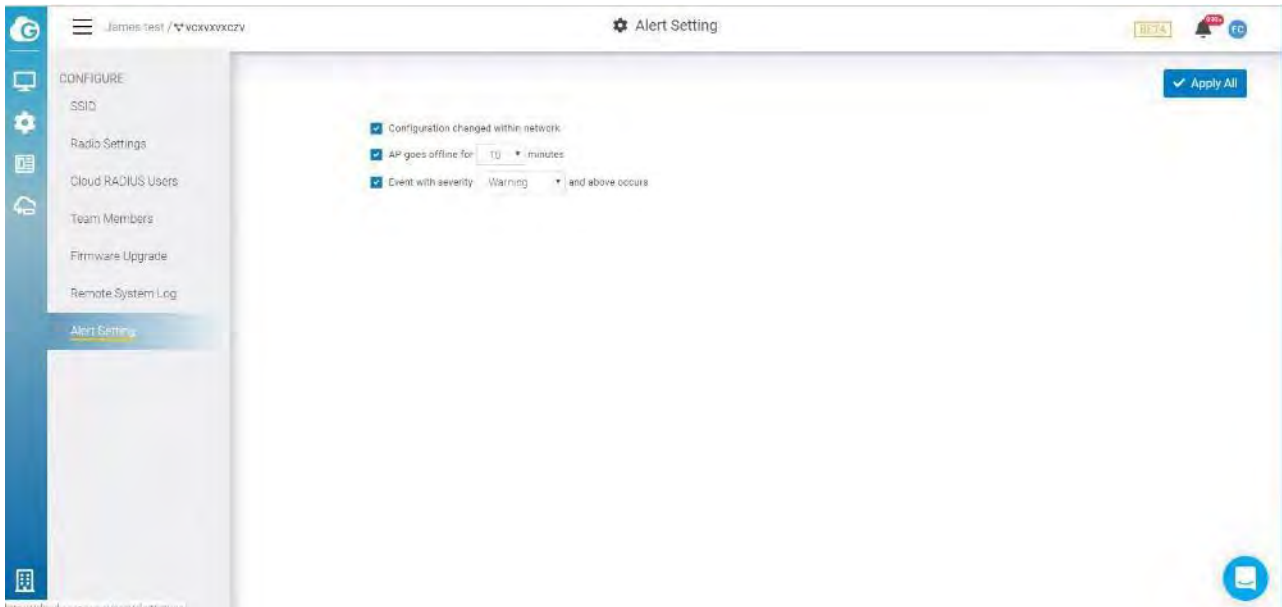 James test / vcxvxvxczv
Alert Setting
BETA
EC
CONFIGURE
SSID
Radio Settings
Cloud RADIUS Users
Team Members
Firmware Upgrade
Remote System Log
Alert Setting
Apply All
Configuration changed within network
AP goes offline for 10 minutes
Event with severity Warning and above occurs